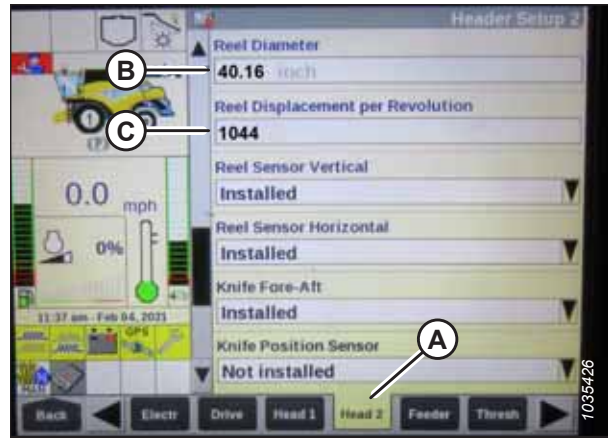 Header Setup 2
Reel Diameter
B
40.16 inch
Reel Displacement per Revolution
C
1044
Reel Sensor Vertical
Installed
0.0 mph
Reel Sensor Horizontal
0%
Installed
Knife Fore-Aft
Installed
11:37 am - Feb 04, 2021
GPS
Knife Position Sensor
A
Not installed
Back
Electr
Drive
Head 1
Head 2
Feeder
Thresh
1035426